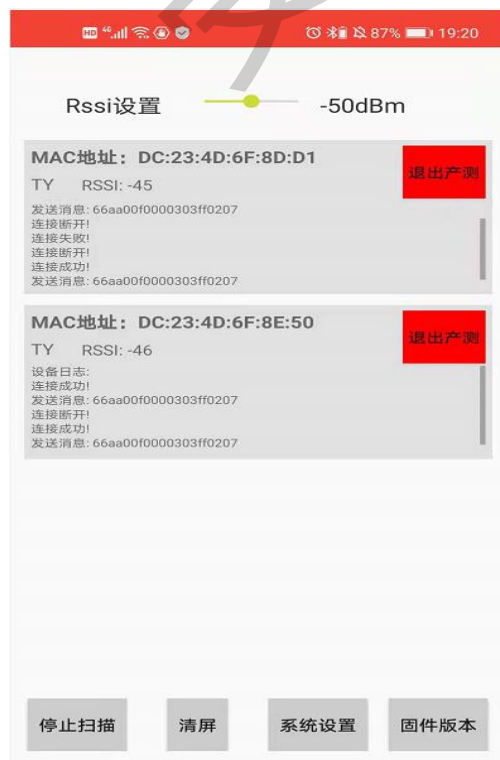 HD 4G 87% 19:20
Rssi设置 -50dBm
MAC地址: DC:23:4D:6F:8D:D1
退出产测
TY RSSI: -45
发送消息: 66aa00f0000303ff0207
连接断开!
连接失败!
连接断开!
连接成功!
发送消息: 66aa00f0000303ff0207
MAC地址: DC:23:4D:6F:8E:50
退出产测
TY RSSI: -46
设备日志:
连接成功!
发送消息: 66aa00f0000303ff0207
连接断开!
连接成功!
发送消息: 66aa00f0000303ff0207
停止扫描 清屏 系统设置 固件版本